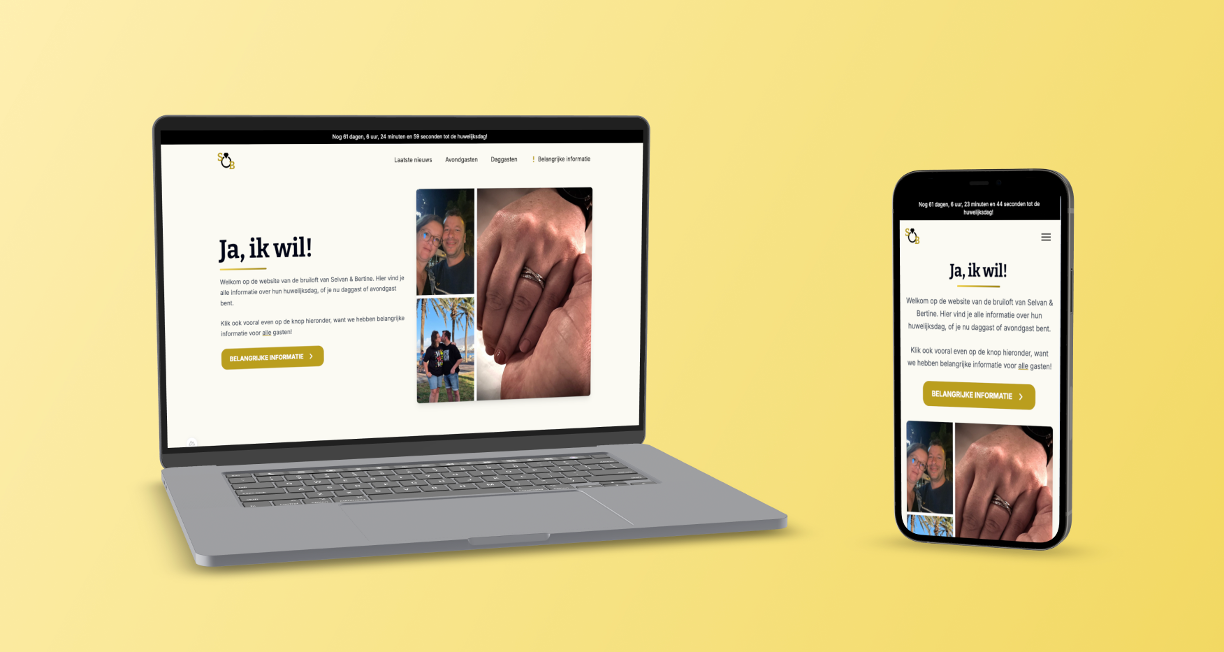 Nog 61 dagen, 6 uur, 24 minuten en 59 seconden tot de huwelijksdag!
S B
Laatste nieuws Avondgasten Daggasten ! Belangrijke informatie
Ja, ik wil!
Welkom op de website van de bruiloft van Selvan & Bertine. Hier vind je
alle informatie over hun huwelijksdag, of je nu daggast of avondgast
bent.
Klik ook vooral even op de knop hieronder, want we hebben belangrijke
informatie voor alle gasten!
BELANGRIJKE INFORMATIE
Nog 61 dagen, 6 uur, 23 minuten en 44 seconden tot de
huwelijksdag!
S B
Ja, ik wil!
Welkom op de website van de bruiloft van Selvan &
Bertine. Hier vind je alle informatie over hun
huwelijksdag, of je nu daggast of avondgast bent.
Klik ook vooral even op de knop hieronder, want
we hebben belangrijke informatie voor alle gasten!
BELANGRIJKE INFORMATIE